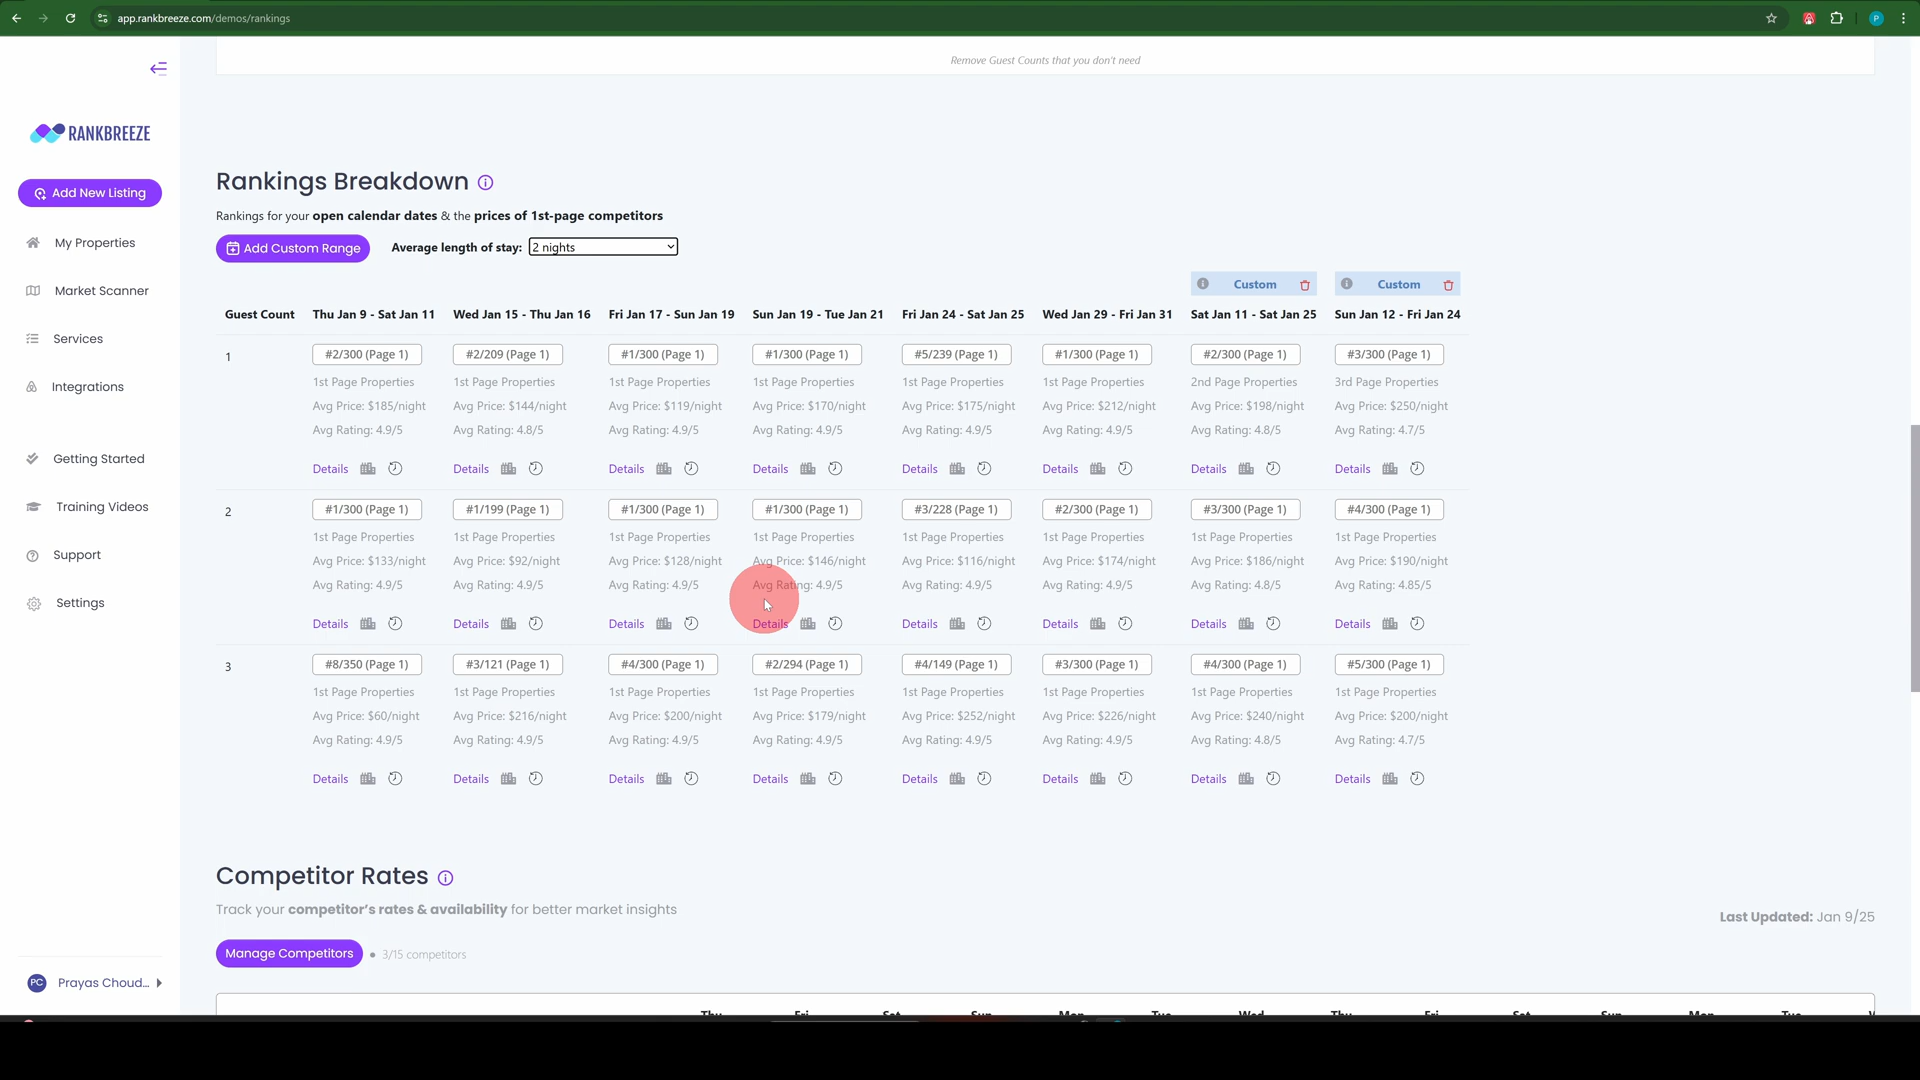 app.rankbreeze.com/demos/rankings
P
Remove Guest Counts that you don't need
RANKBREEZE
Add New Listing
My Properties
Market Scanner
Services
Integrations
Getting Started
Training Videos
Support
Settings
PC Prayas Choud...
Rankings Breakdown
Rankings for your open calendar dates & the prices of 1st-page competitors
Add Custom Range Average length of stay: 2 nights
Custom Custom
Guest Count Thu Jan 9 - Sat Jan 11 Wed Jan 15 - Thu Jan 16 Fri Jan 17 - Sun Jan 19 Sun Jan 19 - Tue Jan 21 Fri Jan 24 - Sat Jan 25 Wed Jan 29 - Fri Jan 31 Sat Jan 11 - Sat Jan 25 Sun Jan 12 - Fri Jan 24
1 #2/300 (Page 1) #2/209 (Page 1) #1/300 (Page 1) #1/300 (Page 1) #5/239 (Page 1) #1/300 (Page 1) #2/300 (Page 1) #3/300 (Page 1)
1st Page Properties 1st Page Properties 1st Page Properties 1st Page Properties 1st Page Properties 1st Page Properties 2nd Page Properties 3rd Page Properties
Avg Price: $185/night Avg Price: $144/night Avg Price: $119/night Avg Price: $170/night Avg Price: $175/night Avg Price: $212/night Avg Price: $198/night Avg Price: $250/night
Avg Rating: 4.9/5 Avg Rating: 4.8/5 Avg Rating: 4.9/5 Avg Rating: 4.9/5 Avg Rating: 4.9/5 Avg Rating: 4.9/5 Avg Rating: 4.8/5 Avg Rating: 4.7/5
Details Details Details Details Details Details Details Details
2 #1/300 (Page 1) #1/199 (Page 1) #1/300 (Page 1) #1/300 (Page 1) #3/228 (Page 1) #2/300 (Page 1) #3/300 (Page 1) #4/300 (Page 1)
1st Page Properties 1st Page Properties 1st Page Properties 1st Page Properties 1st Page Properties 1st Page Properties 1st Page Properties 1st Page Properties
Avg Price: $133/night Avg Price: $92/night Avg Price: $128/night Avg Price: $146/night Avg Price: $116/night Avg Price: $174/night Avg Price: $186/night Avg Price: $190/night
Avg Rating: 4.9/5 Avg Rating: 4.9/5 Avg Rating: 4.9/5 Avg Rating: 4.9/5 Avg Rating: 4.9/5 Avg Rating: 4.9/5 Avg Rating: 4.8/5 Avg Rating: 4.85/5
Details Details Details Details Details Details Details Details
3 #8/350 (Page 1) #3/121 (Page 1) #4/300 (Page 1) #2/294 (Page 1) #4/149 (Page 1) #3/300 (Page 1) #4/300 (Page 1) #5/300 (Page 1)
1st Page Properties 1st Page Properties 1st Page Properties 1st Page Properties 1st Page Properties 1st Page Properties 1st Page Properties 1st Page Properties
Avg Price: $60/night Avg Price: $216/night Avg Price: $200/night Avg Price: $179/night Avg Price: $252/night Avg Price: $226/night Avg Price: $240/night Avg Price: $200/night
Avg Rating: 4.9/5 Avg Rating: 4.9/5 Avg Rating: 4.9/5 Avg Rating: 4.9/5 Avg Rating: 4.9/5 Avg Rating: 4.9/5 Avg Rating: 4.8/5 Avg Rating: 4.7/5
Details Details Details Details Details Details Details Details
Competitor Rates
Track your competitor's rates & availability for better market insights
Last Updated: Jan 9/25
Manage Competitors • 3/15 competitors
Thu Fri Sat Sun Mon Tue Wed Thu Fri Sat Sun Mon Tue